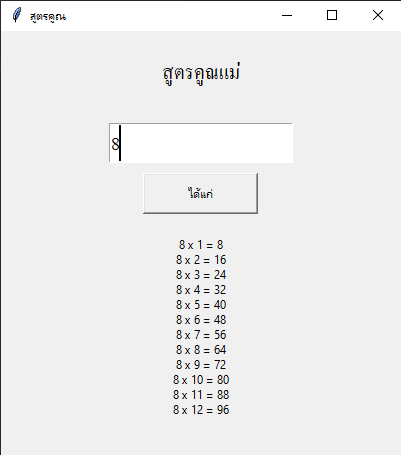 สูตรคูณ
สูตรคูณแม่
8
ได้แก่
8 x 1 = 8
8 x 2 = 16
8 x 3 = 24
8 x 4 = 32
8 x 5 = 40
8 x 6 = 48
8 x 7 = 56
8 x 8 = 64
8 x 9 = 72
8 x 10 = 80
8 x 11 = 88
8 x 12 = 96